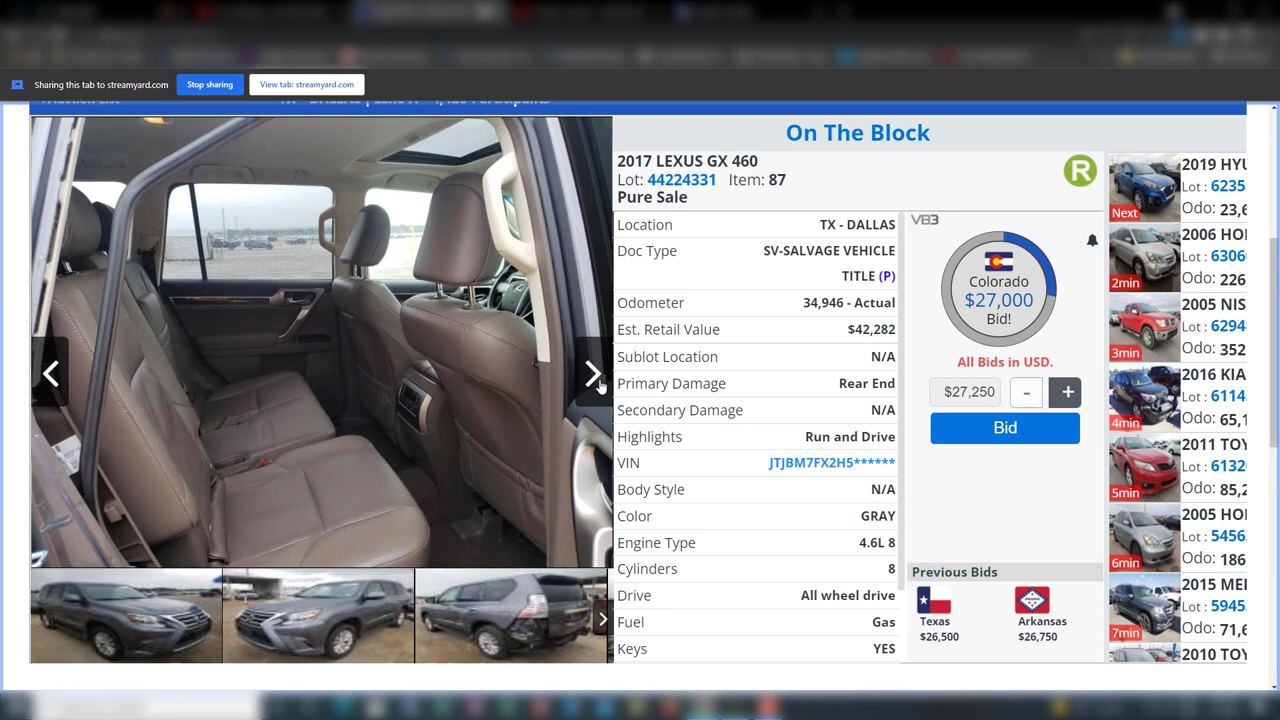 Sharing this tab to streamyard.com
Stop sharing
View tab: streamyard.com
On The Block
2017 LEXUS GX 460
Lot: 44224331 Item: 87
Pure Sale
R
Location TX - DALLAS
Doc Type SV-SALVAGE VEHICLE
TITLE (P)
Odometer 34,946 - Actual
Est. Retail Value $42,282
Sublot Location N/A
Primary Damage Rear End
Secondary Damage N/A
Highlights Run and Drive
VIN JTJBM7FX2H5******
Body Style N/A
Color GRAY
Engine Type 4.6L 8
Cylinders 8
Drive All wheel drive
Fuel Gas
Keys YES
VB3
Colorado
$27,000
Bid!
All Bids in USD.
$27,250 - +
Bid
Previous Bids
Texas
$26,500
Arkansas
$26,750
2019 HYU
Lot : 6235
Odo: 23,6
Next
2006 HO
Lot : 6306
Odo: 226
2min
2005 NIS
Lot : 6294
Odo: 352
3min
2016 KIA
Lot : 6114
Odo: 65,1
4min
2011 TOY
Lot : 6132
Odo: 85,2
5min
2005 HO
Lot : 5456
Odo: 186
6min
2015 ME
Lot : 5945
Odo: 71,6
7min
2010 TOY